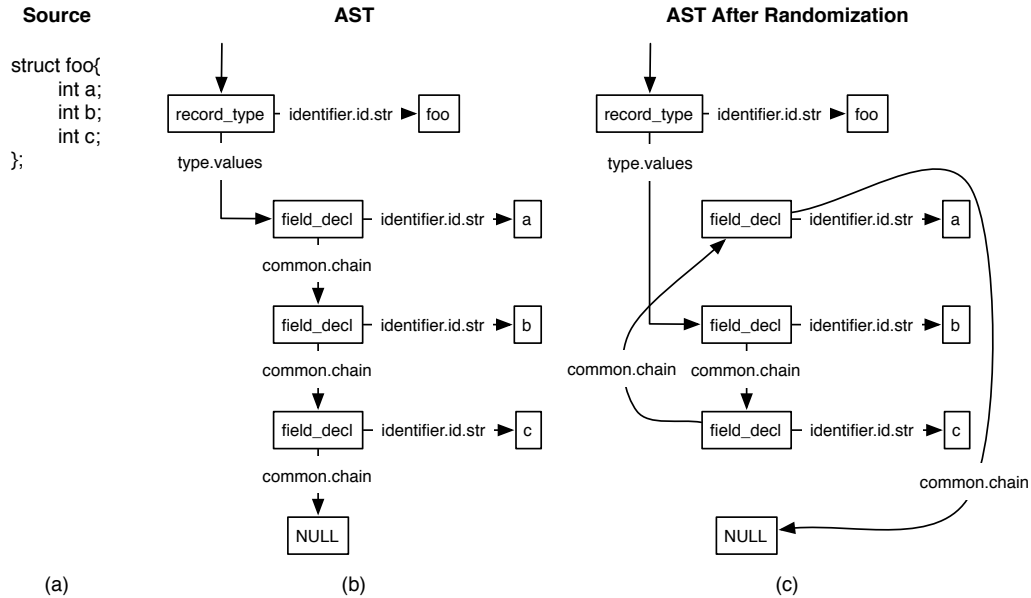 Source
struct foo{
int a;
int b;
int c;
};
(a)
AST
record_type
identifier.id.str
foo
type.values
field_decl
identifier.id.str
a
common.chain
field_decl
identifier.id.str
b
common.chain
field_decl
identifier.id.str
c
common.chain
NULL
(b)
AST After Randomization
record_type
identifier.id.str
foo
type.values
field_decl
identifier.id.str
a
field_decl
identifier.id.str
b
common.chain
common.chain
field_decl
identifier.id.str
c
common.chain
NULL
(c)